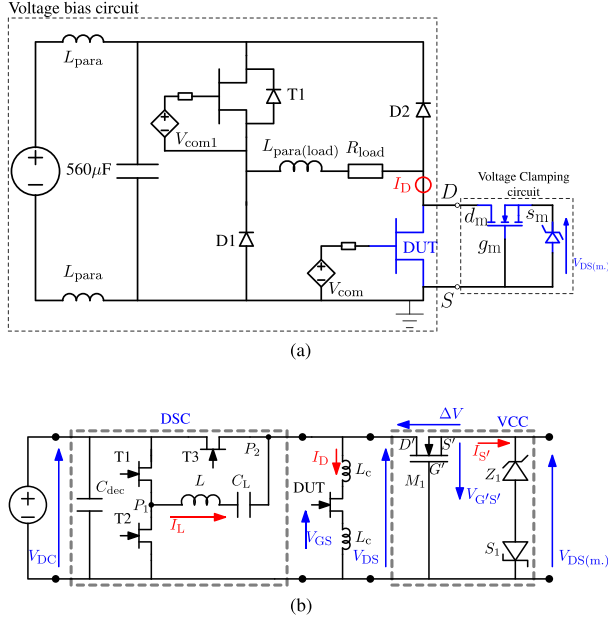 Voltage bias circuit
L_para
T1
D2
V_com1
L_para(load)
R_load
560μF
I_D
D
Voltage Clamping
circuit
d_m
s_m
g_m
D1
DUT
V_DS(m.)
V_com
L_para
S
(a)
DSC
ΔV
VCC
T1
T3
P_2
I_D
D'
S'
I_S'
L_c
G'
M_1
Z_1
C_dec
P_1
L
C_L
DUT
V_G'S'
T2
I_L
V_DC
V_GS
L_c
V_DS
S_1
V_DS(m.)
(b)